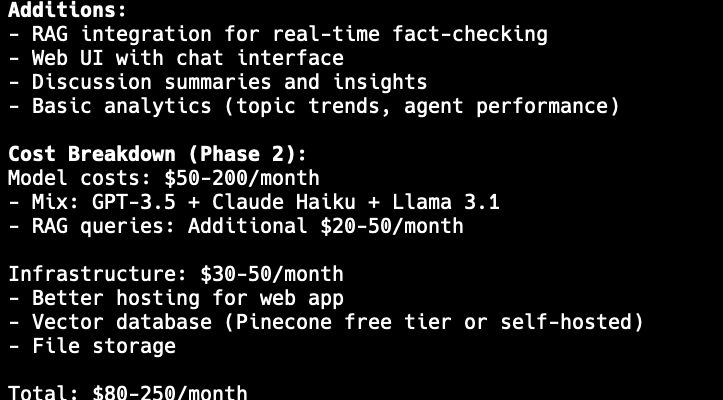 Additions:
- RAG integration for real-time fact-checking
- Web UI with chat interface
- Discussion summaries and insights
- Basic analytics (topic trends, agent performance)
Cost Breakdown (Phase 2):
Model costs: $50-200/month
- Mix: GPT-3.5 + Claude Haiku + Llama 3.1
- RAG queries: Additional $20-50/month
Infrastructure: $30-50/month
- Better hosting for web app
- Vector database (Pinecone free tier or self-hosted)
- File storage
Total: $80-250/month